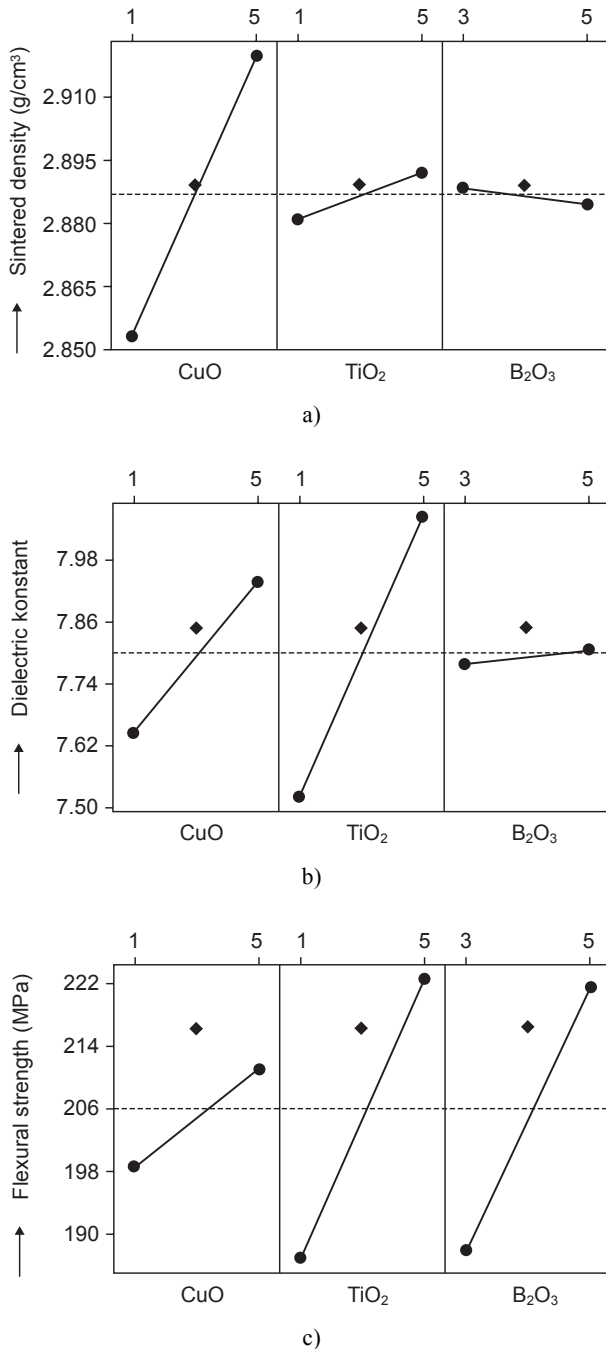 1 5 1 5 3 5
Sintered density (g/cm³)
2.910
2.895
2.880
2.865
2.850
CuO TiO₂ B₂O₃
a)
1 5 1 5 3 5
Dielectric konstant
7.98
7.86
7.74
7.62
7.50
CuO TiO₂ B₂O₃
b)
1 5 1 5 3 5
Flexural strength (MPa)
222
214
206
198
190
CuO TiO₂ B₂O₃
c)